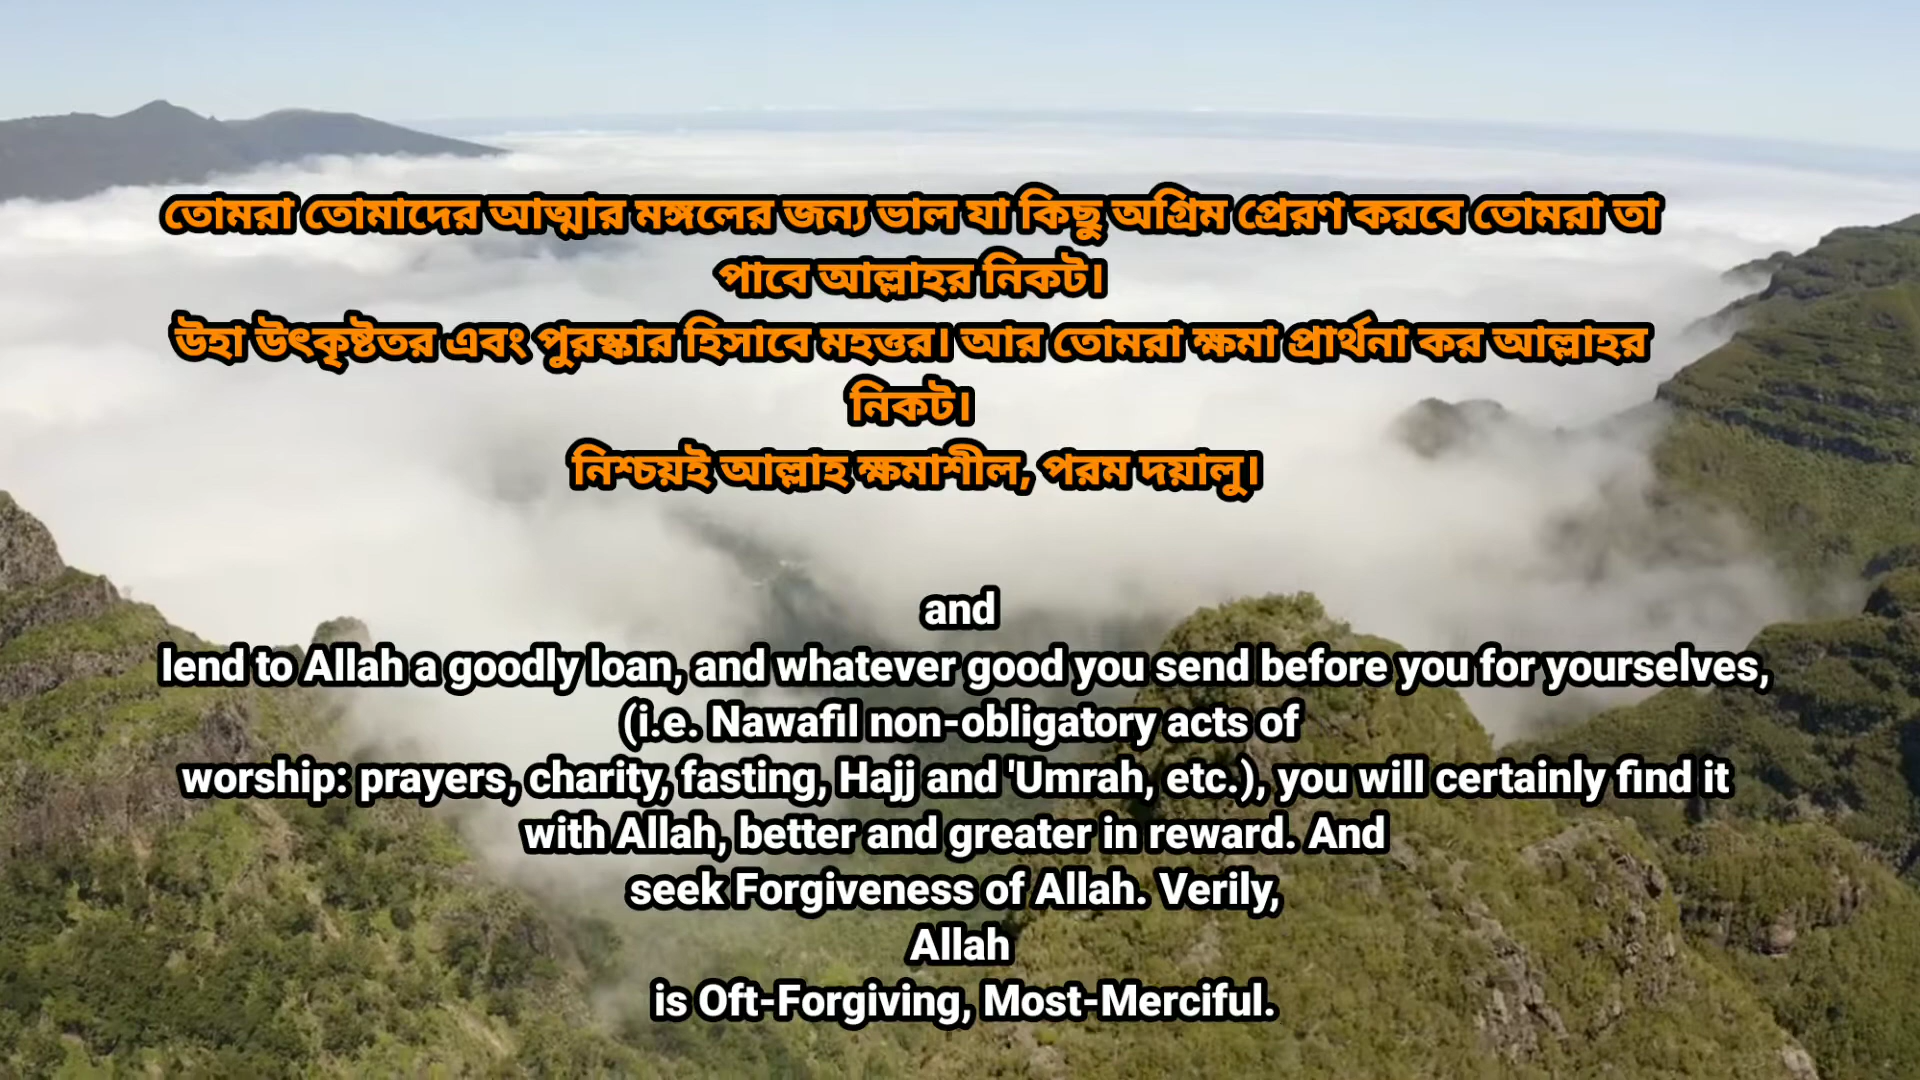 তোমরা তোমাদের আত্মার মঙ্গলের জন্য ভাল যা কিছু অগ্রিম প্রেরণ করবে তোমরা তা
পাবে আল্লাহর নিকট।
উহা উৎকৃষ্টতর এবং পুরস্কার হিসাবে মহত্তর। আর তোমরা ক্ষমা প্রার্থনা কর আল্লাহর
নিকট।
নিশ্চয়ই আল্লাহ ক্ষমাশীল, পরম দয়ালু।
and
lend to Allah a goodly loan, and whatever good you send before you for yourselves,
(i.e. Nawafil non-obligatory acts of
worship: prayers, charity, fasting, Hajj and 'Umrah, etc.), you will certainly find it
with Allah, better and greater in reward. And
seek Forgiveness of Allah. Verily,
Allah
is Oft-Forgiving, Most-Merciful.